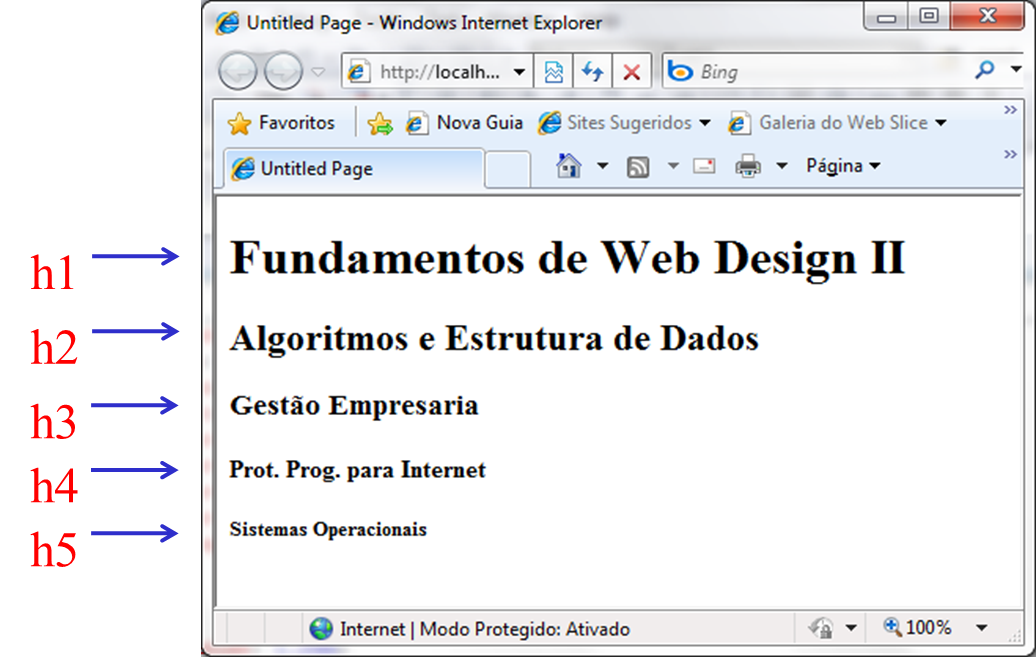 Untitled Page - Windows Internet Explorer
http://localh... Bing
Favoritos Nova Guia Sites Sugeridos Galeria do Web Slice »
Untitled Page Página »
h1 Fundamentos de Web Design II
h2 Algoritmos e Estrutura de Dados
h3 Gestão Empresaria
h4 Prot. Prog. para Internet
h5 Sistemas Operacionais
Internet | Modo Protegido: Ativado 100%